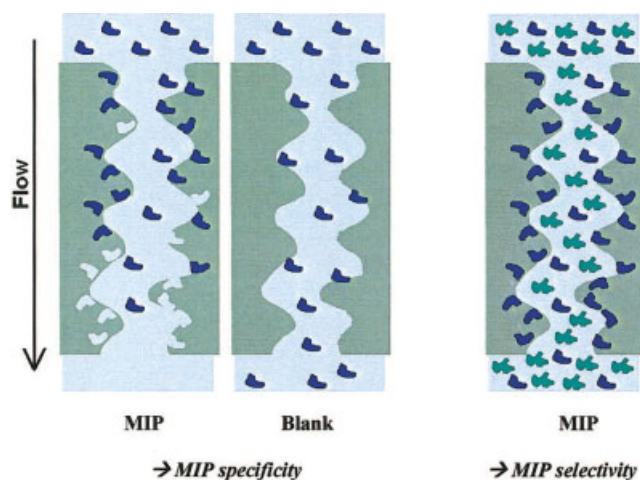 Flow
MIP
Blank
MIP
→ MIP specificity
→ MIP selectivity